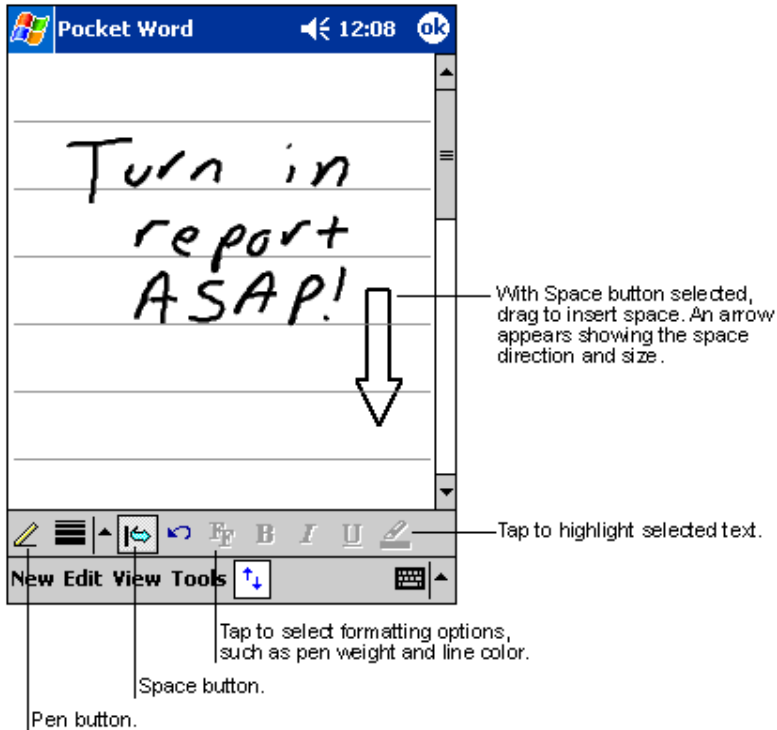 Pocket Word 12:08 ok
Turn in
report
ASAP!
With Space button selected,
drag to insert space. An arrow
appears showing the space
direction and size.
FF B I U
Tap to highlight selected text.
New Edit View Tools
Tap to select formatting options,
such as pen weight and line color.
Space button.
Pen button.